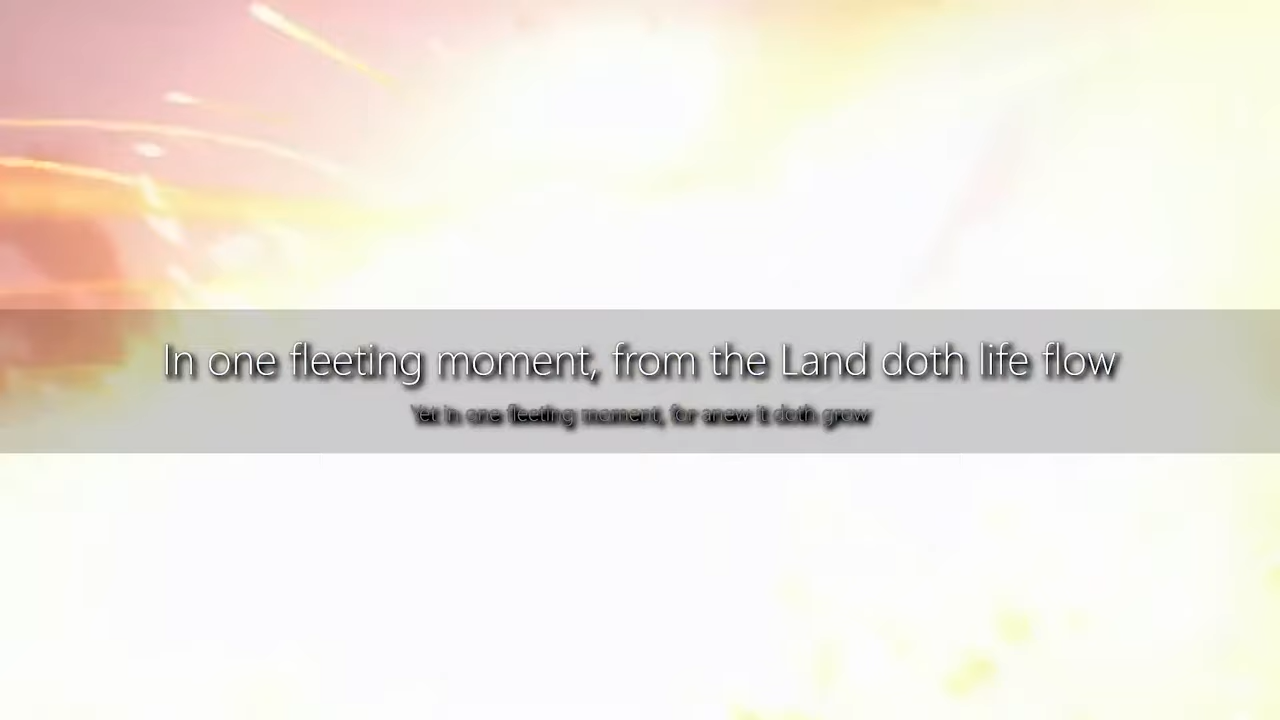 In one fleeting moment, from the Land doth life flow
Yet in one fleeting moment, for anew it doth grow